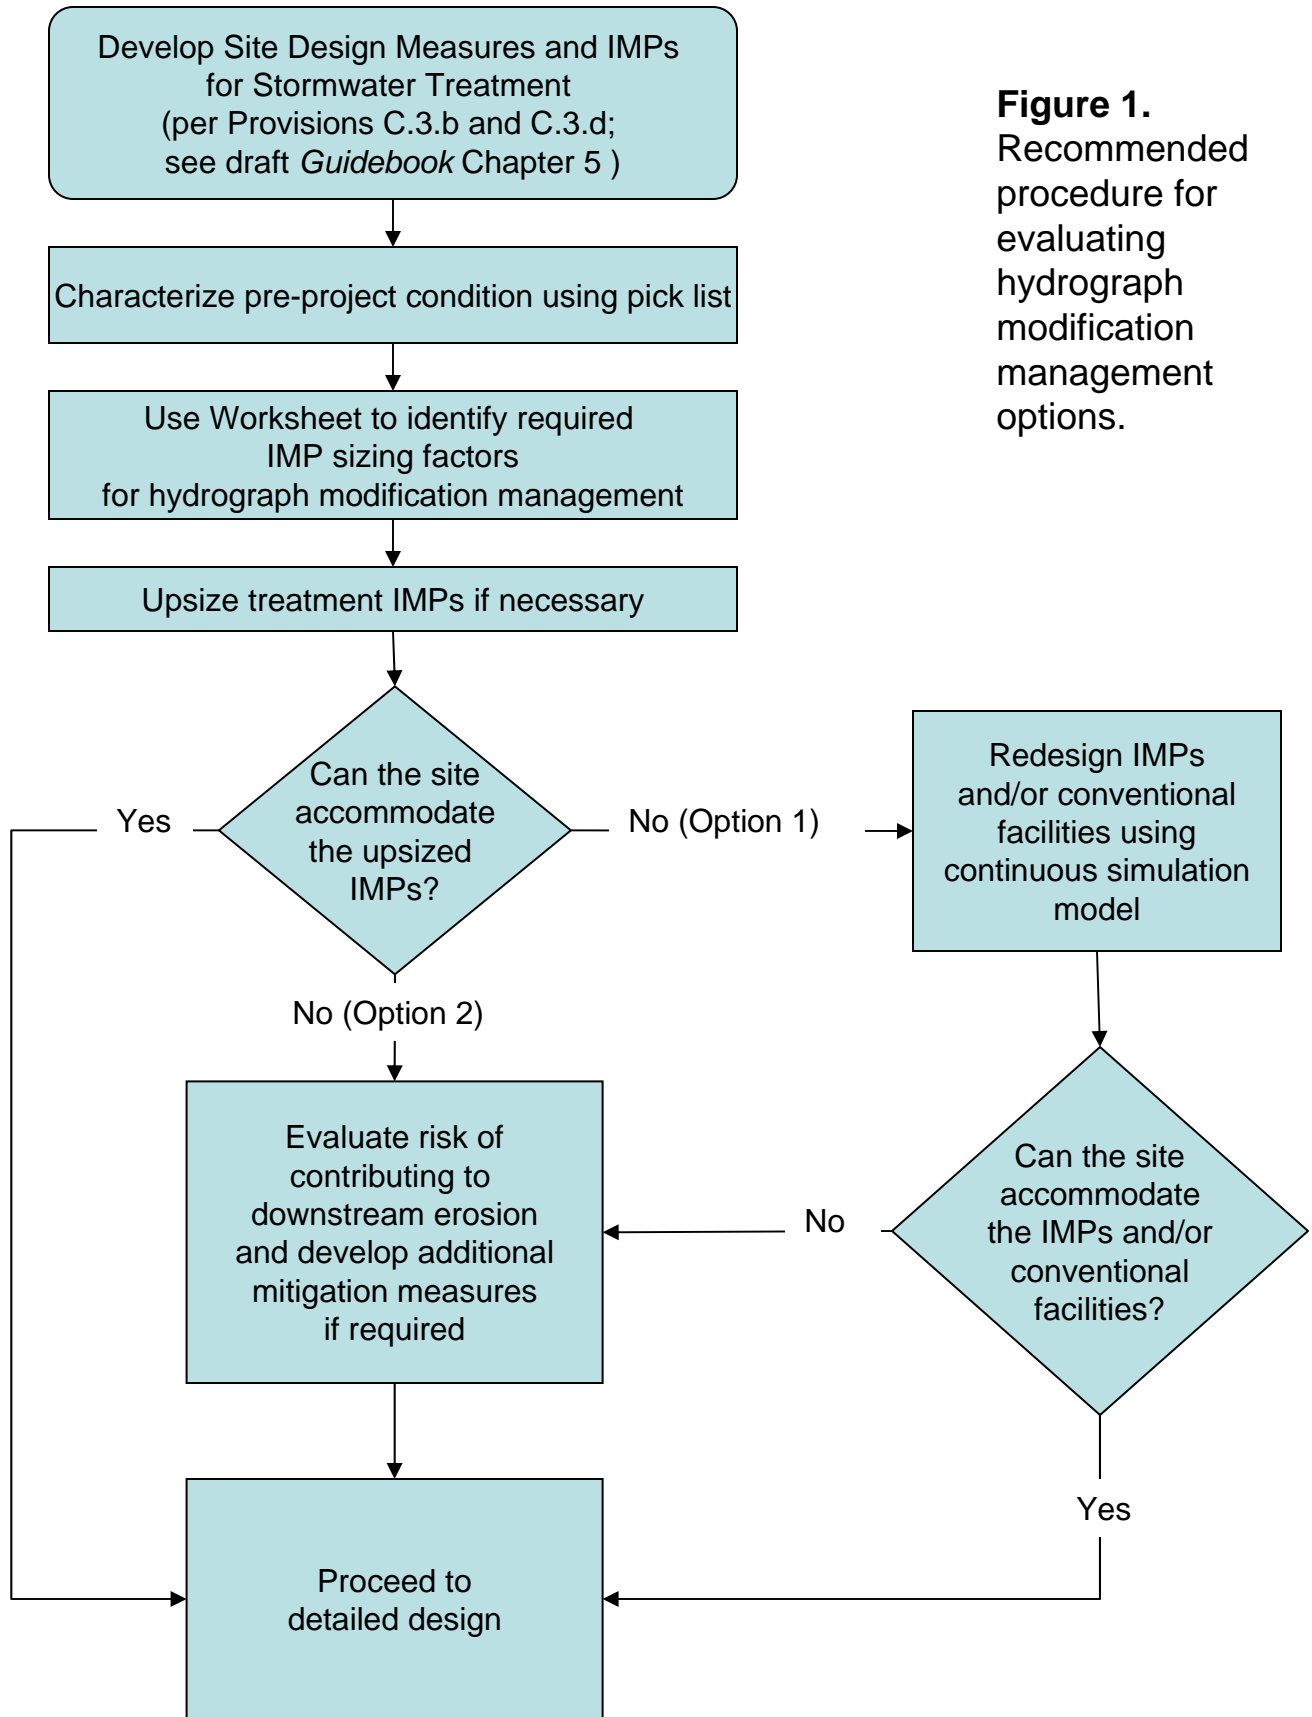 Develop Site Design Measures and IMPs
for Stormwater Treatment
(per Provisions C.3.b and C.3.d;
see draft Guidebook Chapter 5 )
Figure 1.
Recommended
procedure for
evaluating
hydrograph
modification
management
options.
Characterize pre-project condition using pick list
Use Worksheet to identify required
IMP sizing factors
for hydrograph modification management
Upsize treatment IMPs if necessary
Can the site
accommodate
the upsized
IMPs?
Yes
No (Option 1)
Redesign IMPs
and/or conventional
facilities using
continuous simulation
model
No (Option 2)
Evaluate risk of
contributing to
downstream erosion
and develop additional
mitigation measures
if required
No
Can the site
accommodate
the IMPs and/or
conventional
facilities?
Yes
Proceed to
detailed design